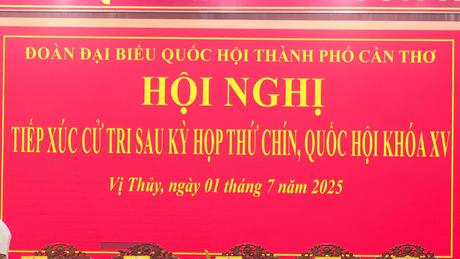 ĐOÀN ĐẠI BIỂU QUỐC HỘI THÀNH PHỐ CẦN THƠ
HỘI NGHỊ
TIẾP XÚC CỬ TRI SAU KỲ HỌP THỨ CHÍN, QUỐC HỘI KHÓA XV
Vị Thủy, ngày 01 tháng 7 năm 2025